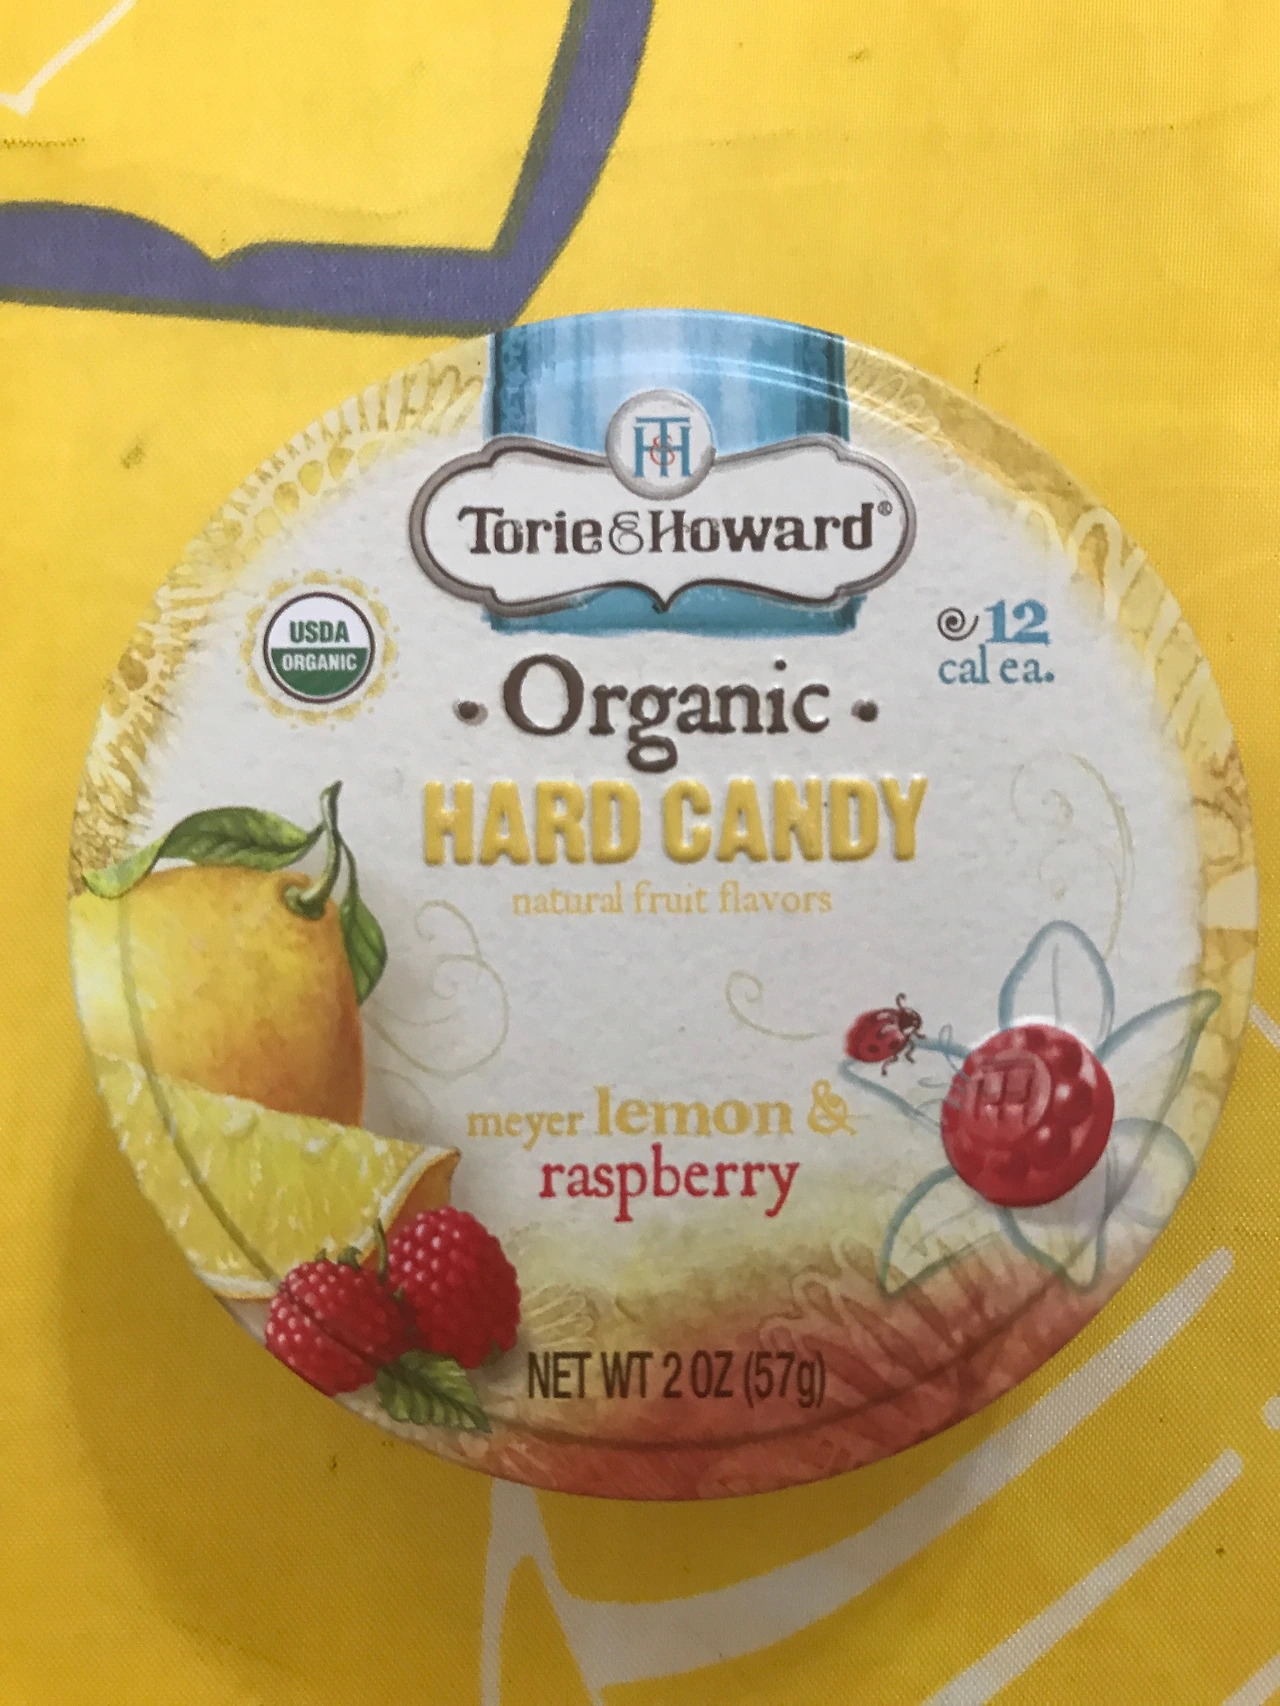 T&H
Torie&Howard®
USDA
ORGANIC
12
cal ea.
• Organic •
HARD CANDY
natural fruit flavors
meyer lemon &
raspberry
NET WT 2 OZ (57g)